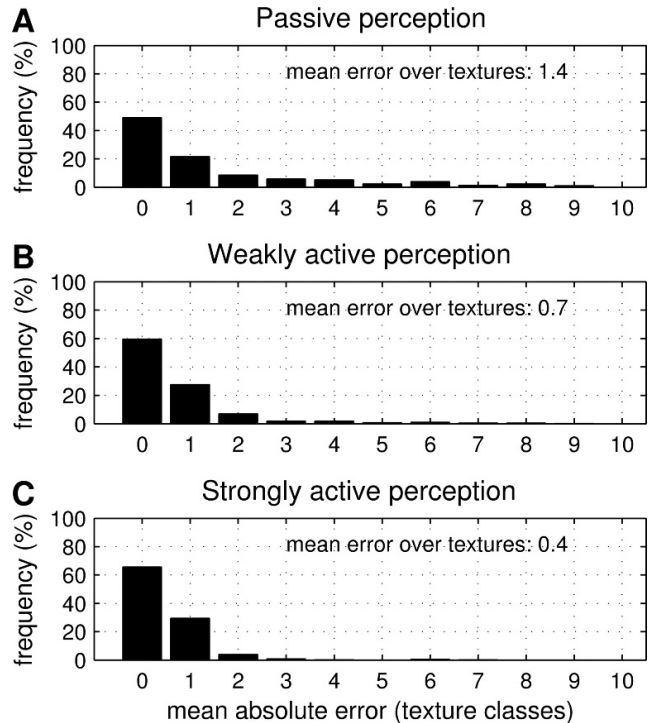 A
Passive perception
frequency (%)
100
80
60
40
20
0
mean error over textures: 1.4
0 1 2 3 4 5 6 7 8 9 10
B
Weakly active perception
frequency (%)
100
80
60
40
20
0
mean error over textures: 0.7
0 1 2 3 4 5 6 7 8 9 10
C
Strongly active perception
frequency (%)
100
80
60
40
20
0
mean error over textures: 0.4
0 1 2 3 4 5 6 7 8 9 10
mean absolute error (texture classes)